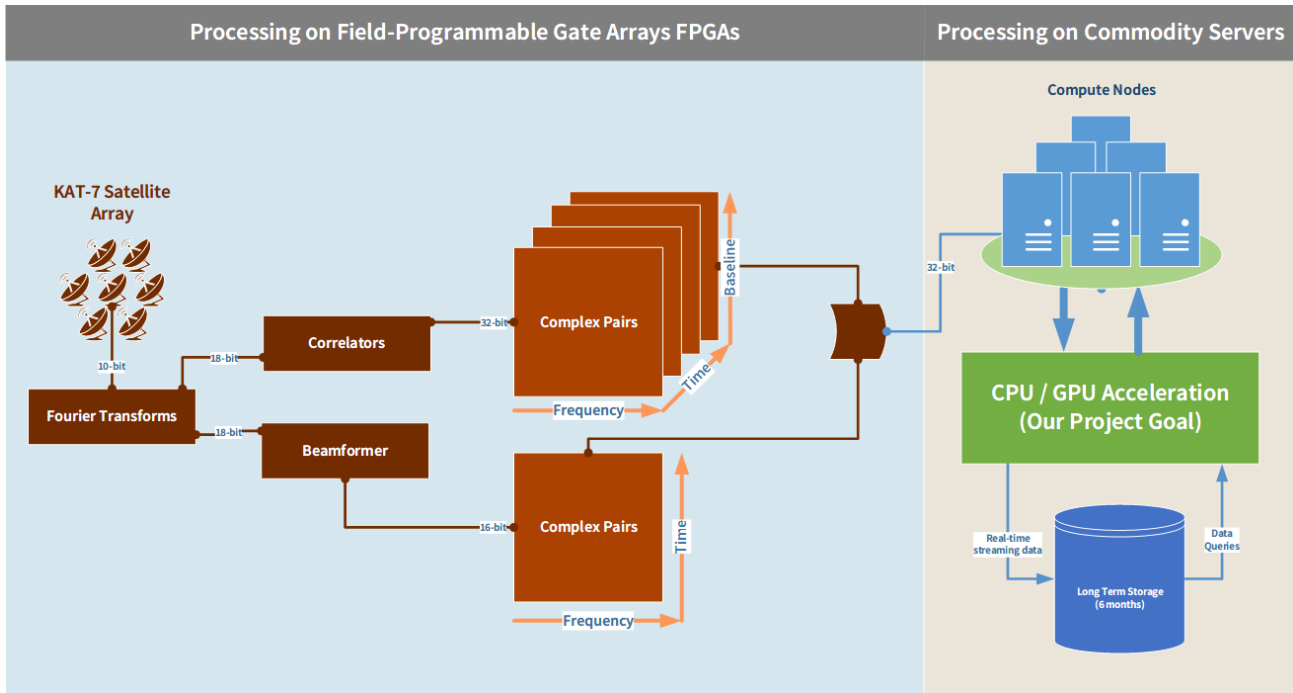 Processing on Field-Programmable Gate Arrays FPGAs
Processing on Commodity Servers
Compute Nodes
KAT-7 Satellite
Array
10-bit
Fourier Transforms
18-bit
Correlators
32-bit
Complex Pairs
Frequency
Time
Baseline
18-bit
Beamformer
16-bit
Complex Pairs
Frequency
Time
32-bit
CPU / GPU Acceleration
(Our Project Goal)
Real-time
streaming data
Data
Queries
Long Term Storage
(6 months)